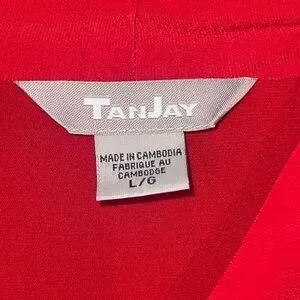 TANJAY
MADE IN CAMBODIA
FABRIQUE AU
CAMBODGE
L/G